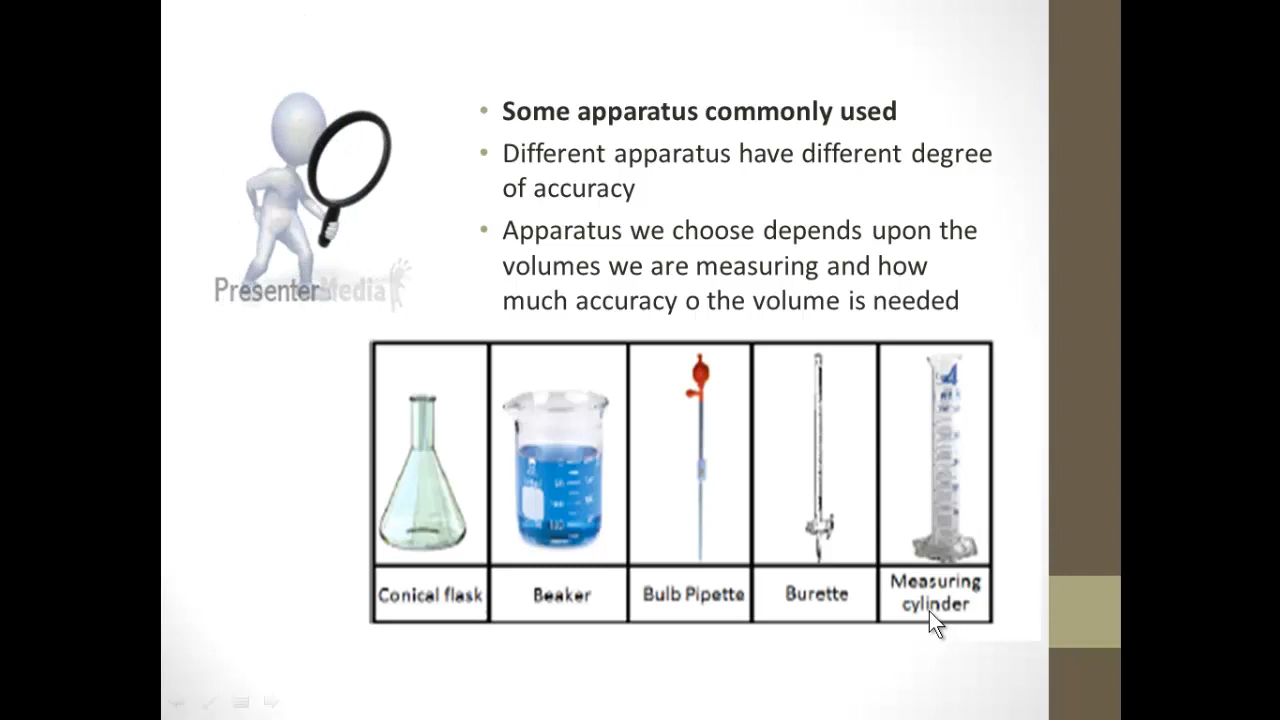 Some apparatus commonly used
Different apparatus have different degree
of accuracy
Apparatus we choose depends upon the
volumes we are measuring and how
much accuracy o the volume is needed
PresenterMedia
Conical flask
Beaker
Bulb Pipette
Burette
Measuring
cylinder